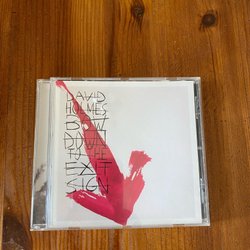 DAVID
HOLMES
BOW
DOWN
TO THE
EXIT
SIGN